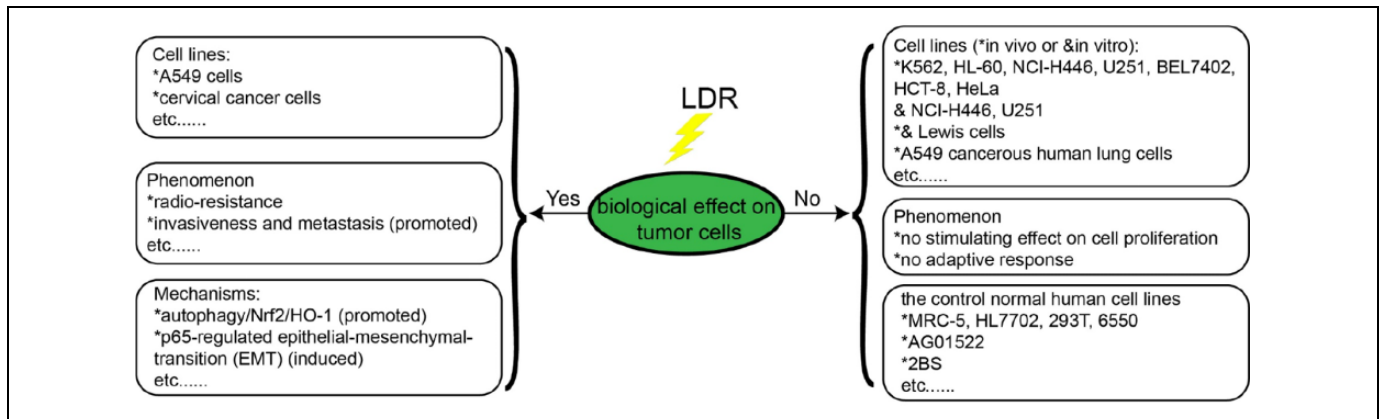 Cell lines:
*A549 cells
*cervical cancer cells
etc......
Phenomenon
*radio-resistance
*invasiveness and metastasis (promoted)
etc......
Mechanisms:
*autophagy/Nrf2/HO-1 (promoted)
*p65-regulated epithelial-mesenchymal-
transition (EMT) (induced)
etc......
LDR
Yes
biological effect on
tumor cells
No
Cell lines (*in vivo or &in vitro):
*K562, HL-60, NCI-H446, U251, BEL7402,
HCT-8, HeLa
& NCI-H446, U251
*& Lewis cells
*A549 cancerous human lung cells
etc......
Phenomenon
*no stimulating effect on cell proliferation
*no adaptive response
the control normal human cell lines
*MRC-5, HL7702, 293T, 6550
*AG01522
*2BS
etc......